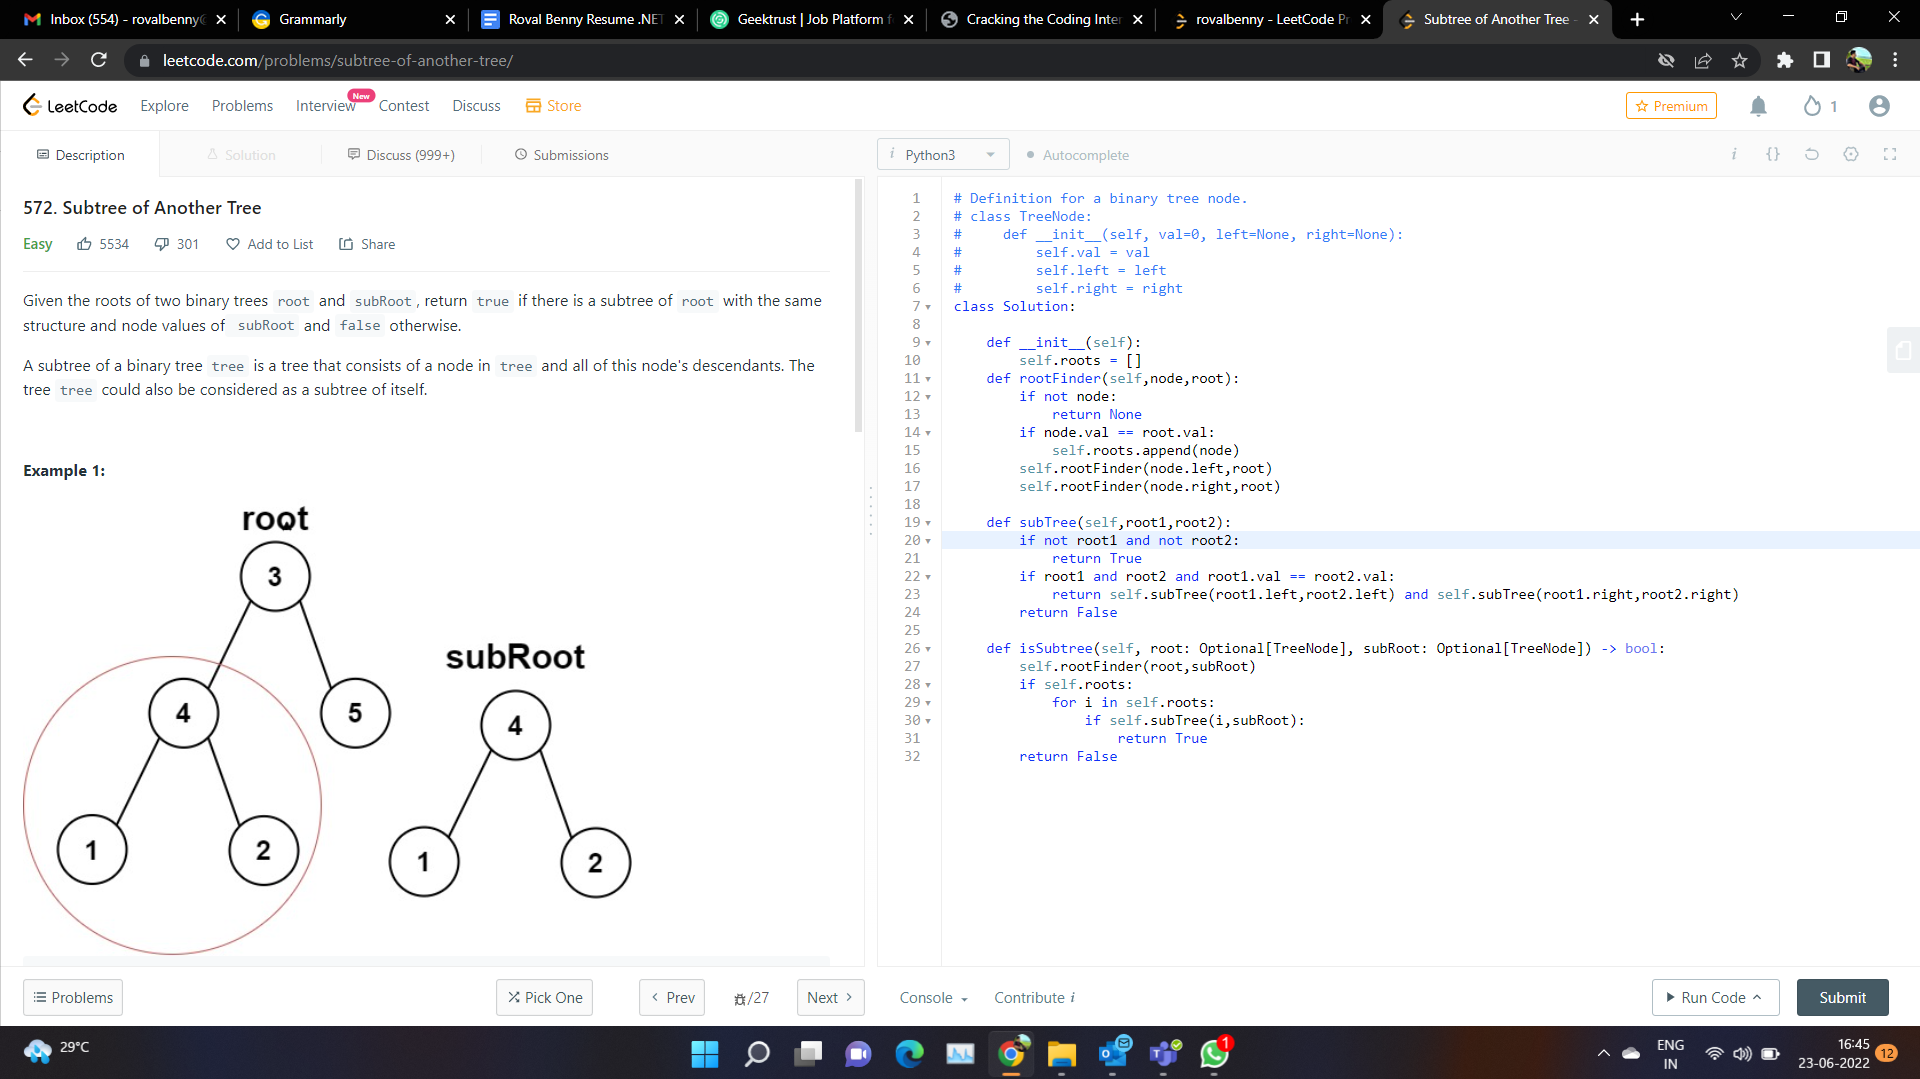 Inbox (554) - rovalbenny@
Grammarly
Roval Benny Resume .NET
Geektrust | Job Platform f
Cracking the Coding Inter
rovalbenny - LeetCode Pr
Subtree of Another Tree -
leetcode.com/problems/subtree-of-another-tree/
LeetCode
Explore
Problems
Interview
New
Contest
Discuss
Store
Premium
1
Description
Solution
Discuss (999+)
Submissions
572. Subtree of Another Tree
Easy
5534
301
Add to List
Share
Given the roots of two binary trees root and subRoot, return true if there is a subtree of root with the same
structure and node values of subRoot and false otherwise.
A subtree of a binary tree tree is a tree that consists of a node in tree and all of this node's descendants. The
tree tree could also be considered as a subtree of itself.
Example 1:
root
3
4
5
1
2
subRoot
4
1
2
i Python3
Autocomplete
i {}
1 # Definition for a binary tree node.
2 # class TreeNode:
3 #     def __init__(self, val=0, left=None, right=None):
4 #         self.val = val
5 #         self.left = left
6 #         self.right = right
7 class Solution:
8
9     def __init__(self):
10         self.roots = []
11     def rootFinder(self,node,root):
12         if not node:
13             return None
14         if node.val == root.val:
15             self.roots.append(node)
16         self.rootFinder(node.left,root)
17         self.rootFinder(node.right,root)
18
19     def subTree(self,root1,root2):
20         if not root1 and not root2:
21             return True
22         if root1 and root2 and root1.val == root2.val:
23             return self.subTree(root1.left,root2.left) and self.subTree(root1.right,root2.right)
24         return False
25
26     def isSubtree(self, root: Optional[TreeNode], subRoot: Optional[TreeNode]) -> bool:
27         self.rootFinder(root,subRoot)
28         if self.roots:
29             for i in self.roots:
30                 if self.subTree(i,subRoot):
31                     return True
32         return False
Problems
Pick One
Prev
/27
Next
Console
Contribute i
Run Code
Submit
29°C
1
ENG
IN
16:45
23-06-2022
12